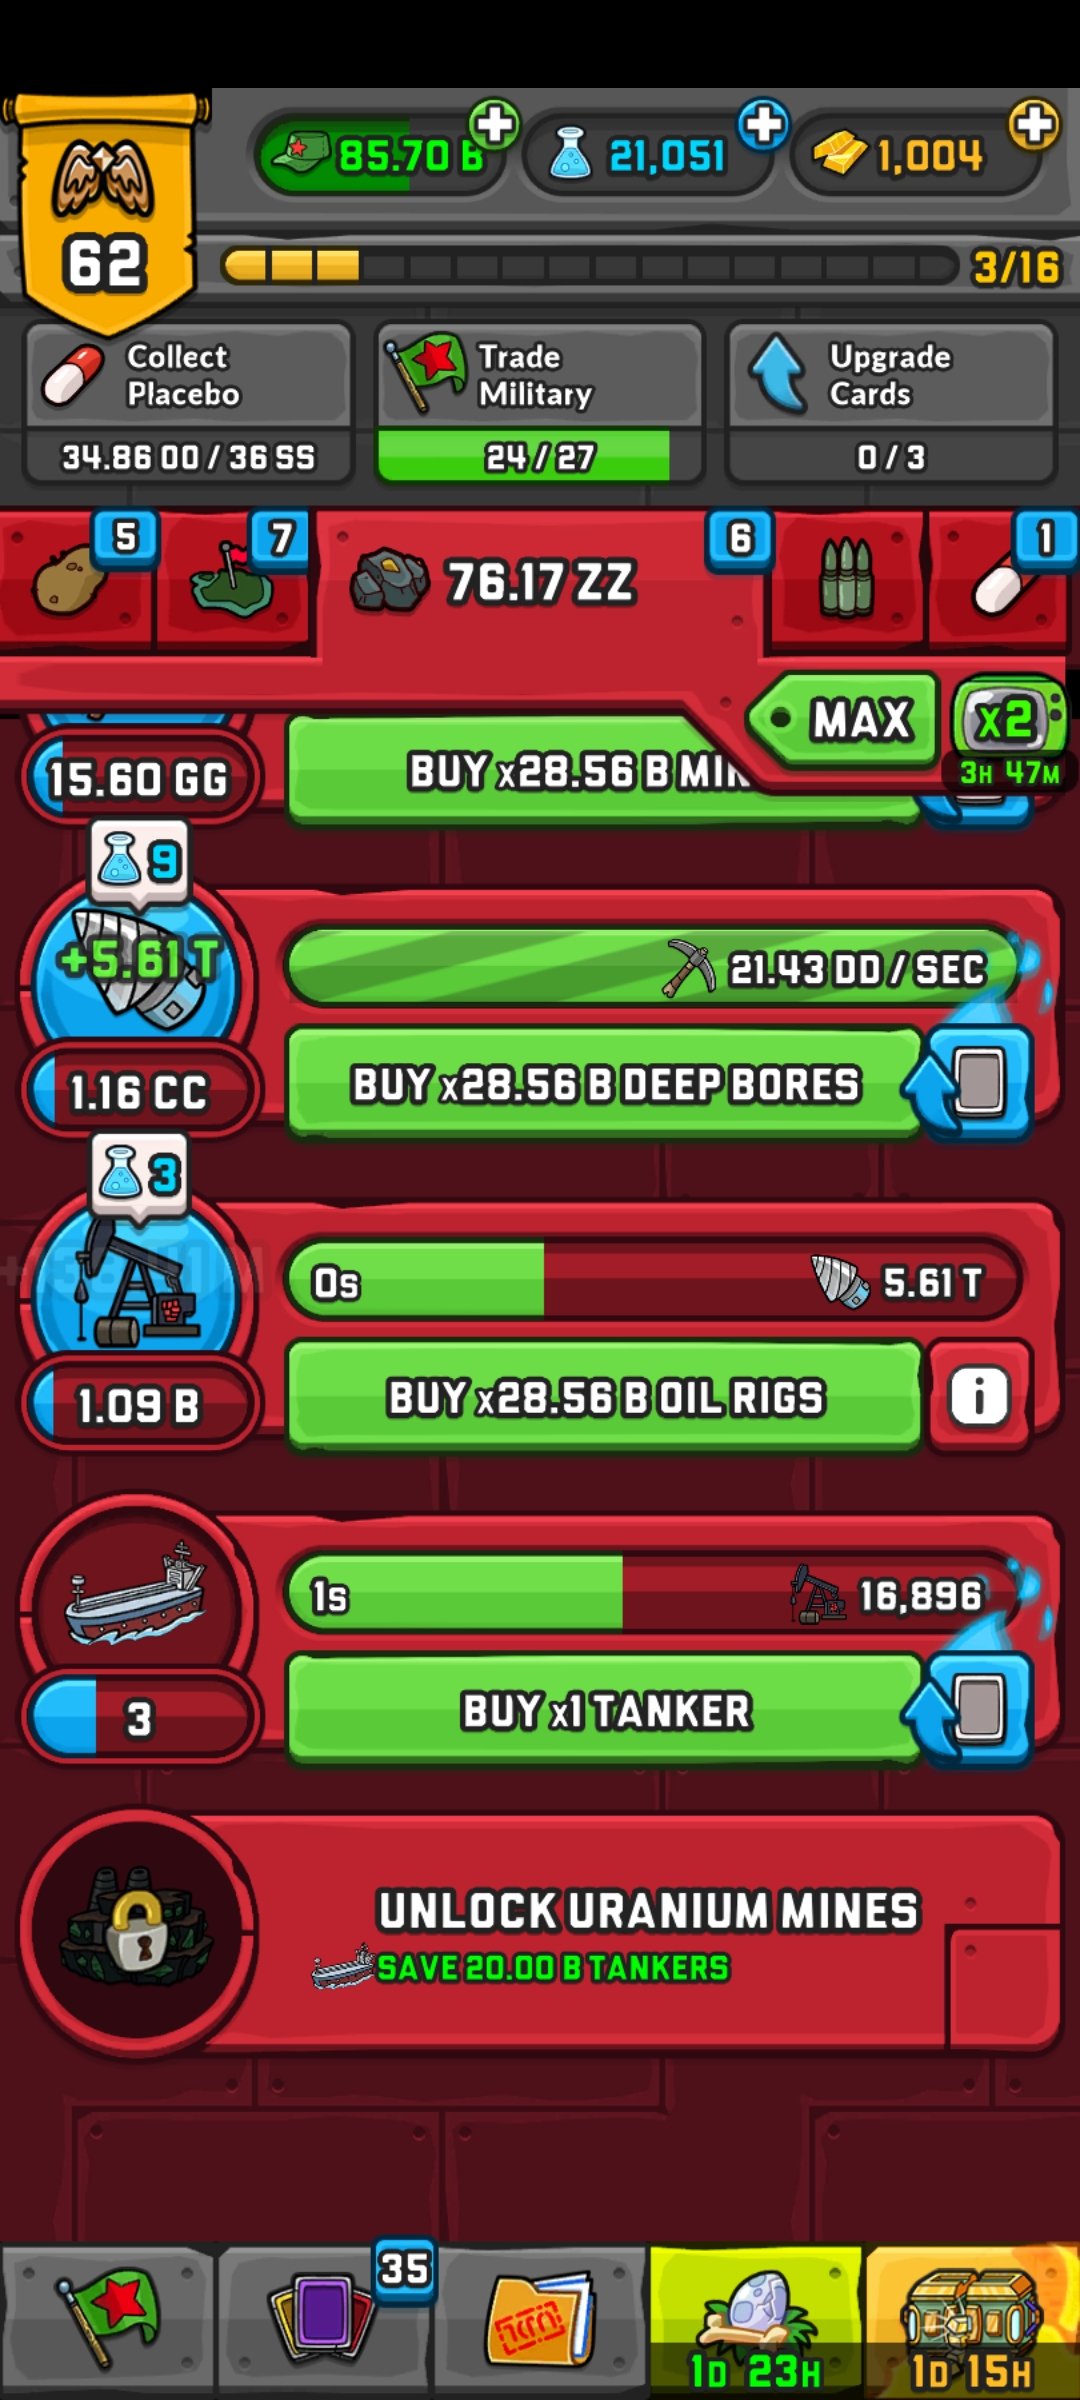 85.70 B
21,051
1,004
62
3/16
Collect
Placebo
34.86 OO / 36 SS
Trade
Military
24 / 27
Upgrade
Cards
0 / 3
5
7
76.17 ZZ
6
1
MAX
x2
3H 47M
15.60 GG
BUY x28.56 B
9
+5.61 T
21.43 DD / SEC
1.16 CC
BUY x28.56 B DEEP BORES
3
0s
5.61 T
1.09 B
BUY x28.56 B OIL RIGS
i
1s
16,896
3
BUY x1 TANKER
UNLOCK URANIUM MINES
SAVE 20.00 B TANKERS
35
1D 23H
1D 15H